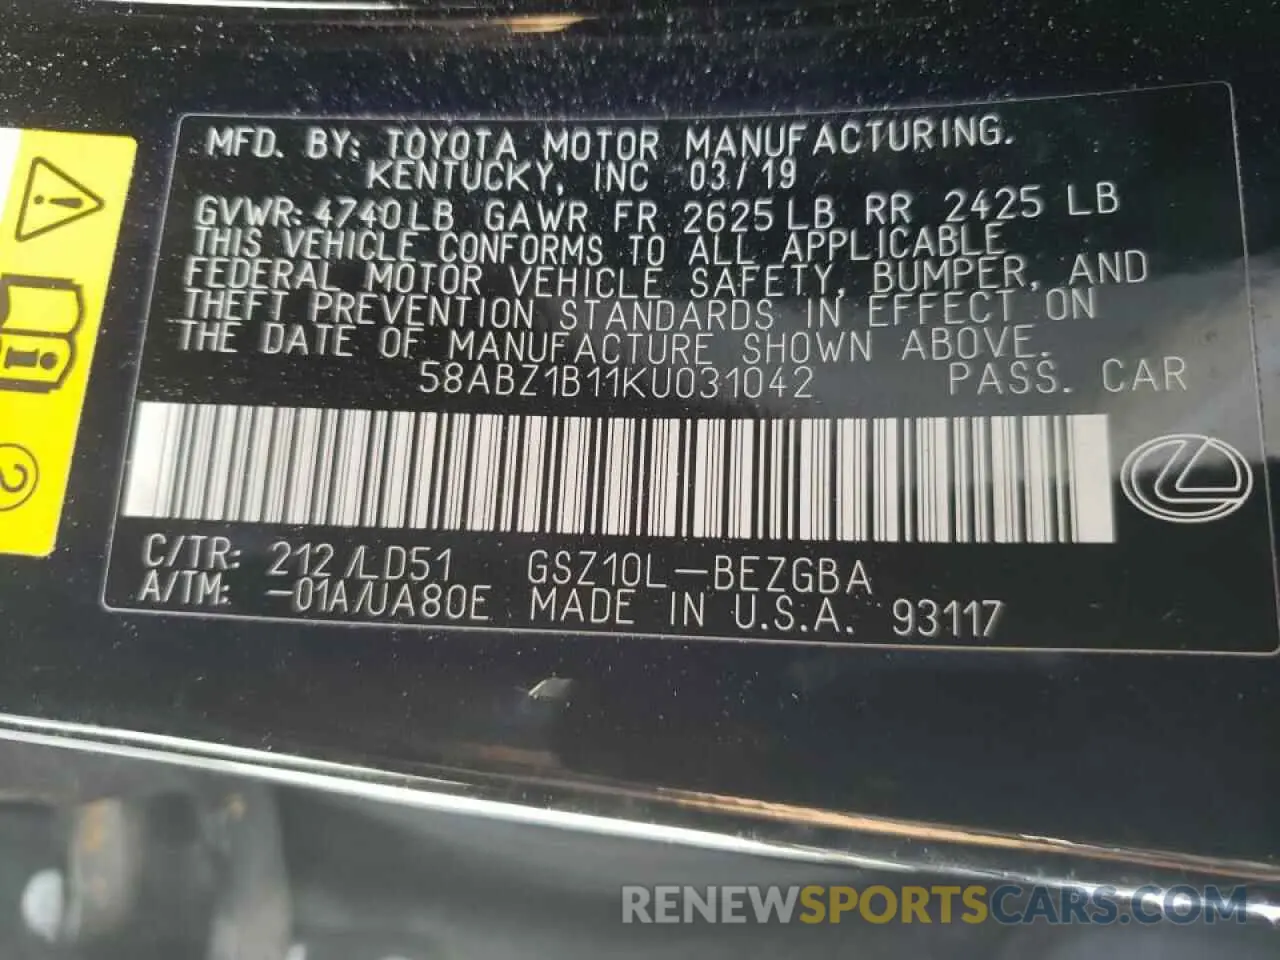 MFD. BY: TOYOTA MOTOR MANUFACTURING.
KENTUCKY, INC 03/19
GVWR: 4740LB GAWR FR 2625LB RR 2425 LB
THIS VEHICLE CONFORMS TO ALL APPLICABLE
FEDERAL MOTOR VEHICLE SAFETY, BUMPER, AND
THEFT PREVENTION STANDARDS IN EFFECT ON
THE DATE OF MANUFACTURE SHOWN ABOVE.
58ABZ1B11KU031042 PASS. CAR
C/TR: 212/LD51 GSZ10L-BEZGBA
A/TM: -01A/UA80E MADE IN U.S.A. 93117
2
RENEWSPORTSCARS.COM